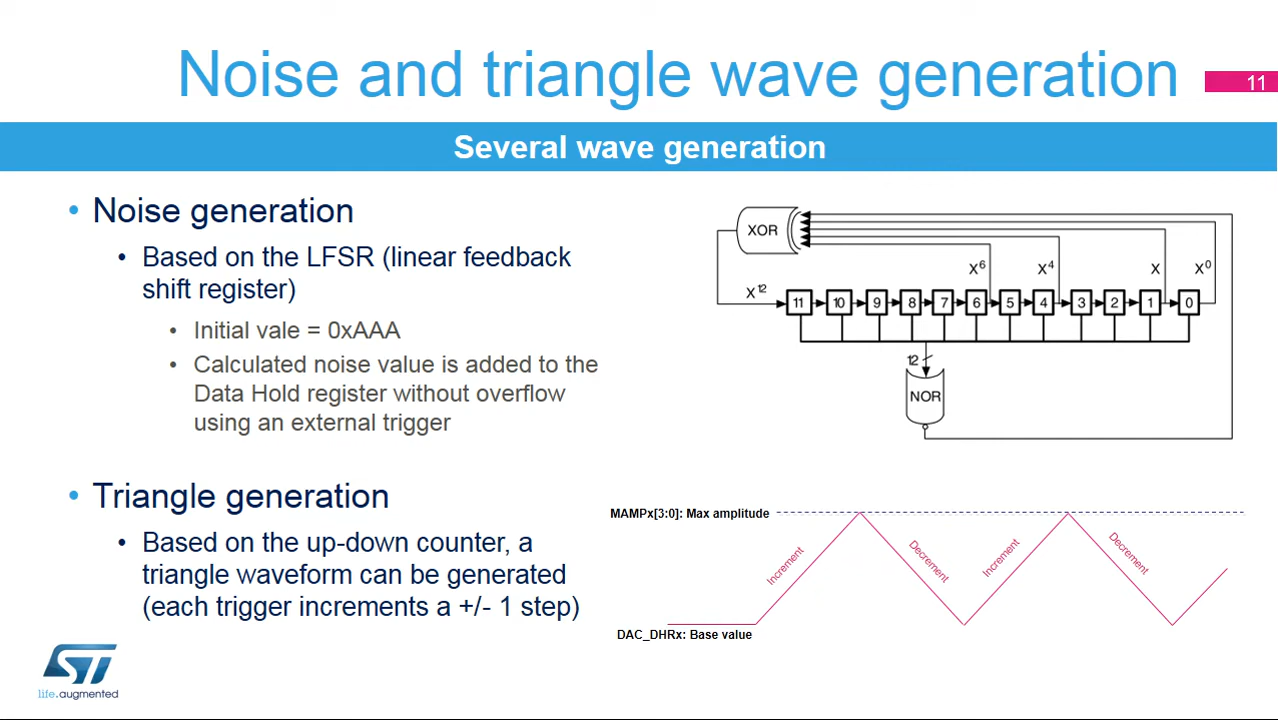 Noise and triangle wave generation
11
Several wave generation
• Noise generation
• Based on the LFSR (linear feedback
shift register)
• Initial vale = 0xAAA
• Calculated noise value is added to the
Data Hold register without overflow
using an external trigger
XOR
X6 X4 X X0
X12
11 10 9 8 7 6 5 4 3 2 1 0
12
NOR
• Triangle generation
• Based on the up-down counter, a
triangle waveform can be generated
(each trigger increments a +/- 1 step)
MAMPx[3:0]: Max amplitude
Increment Decrement Increment Decrement
DAC_DHRx: Base value
ST
life.augmented